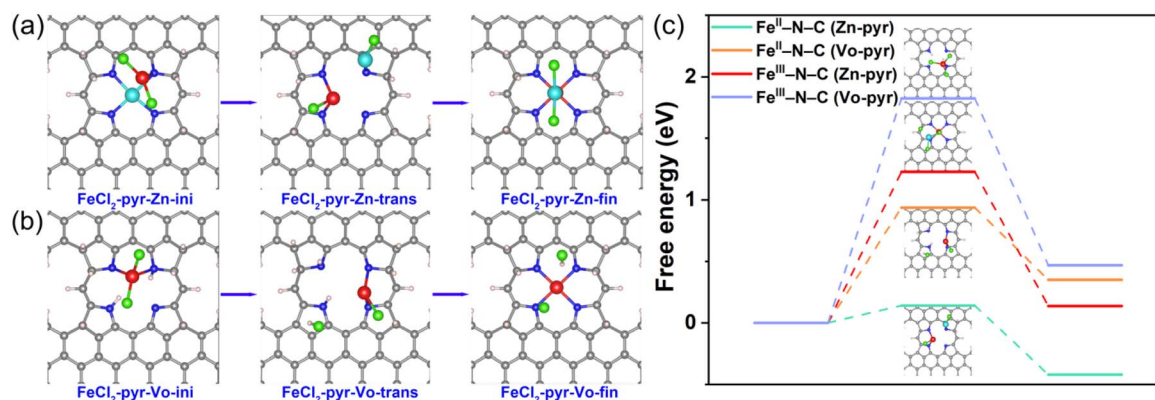 (a)
FeCl₂-pyr-Zn-ini
FeCl₂-pyr-Zn-trans
FeCl₂-pyr-Zn-fin
(b)
FeCl₂-pyr-Vo-ini
FeCl₂-pyr-Vo-trans
FeCl₂-pyr-Vo-fin
(c)
Feᴵᴵ–N–C (Zn-pyr)
Feᴵᴵ–N–C (Vo-pyr)
Feᴵᴵᴵ–N–C (Zn-pyr)
Feᴵᴵᴵ–N–C (Vo-pyr)
Free energy (eV)
2
1
0